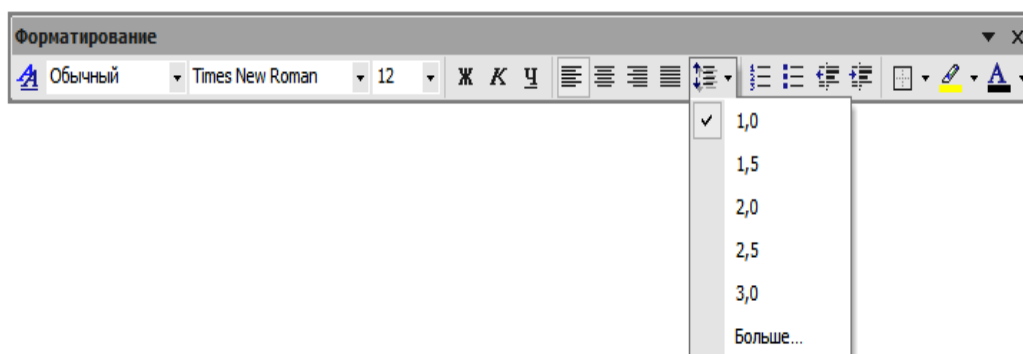 Форматирование
Обычный Times New Roman 12 Ж К Ч
1,0
1,5
2,0
2,5
3,0
Больше...